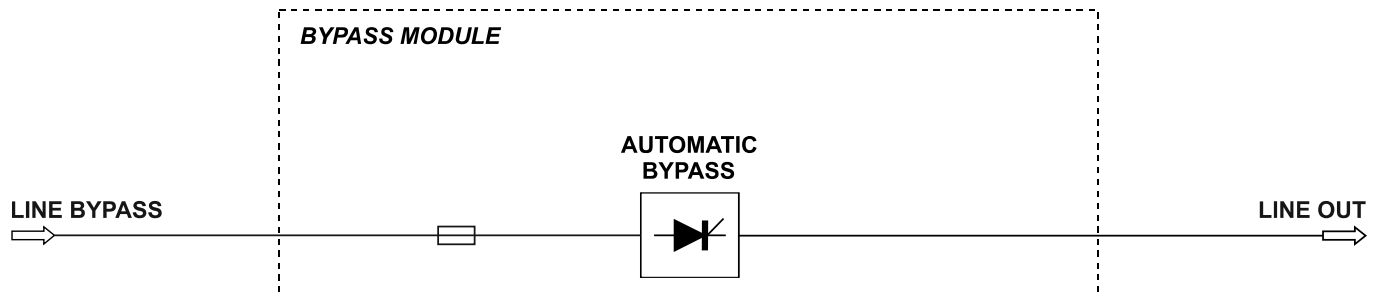 BYPASS MODULE
AUTOMATIC
BYPASS
LINE BYPASS
LINE OUT